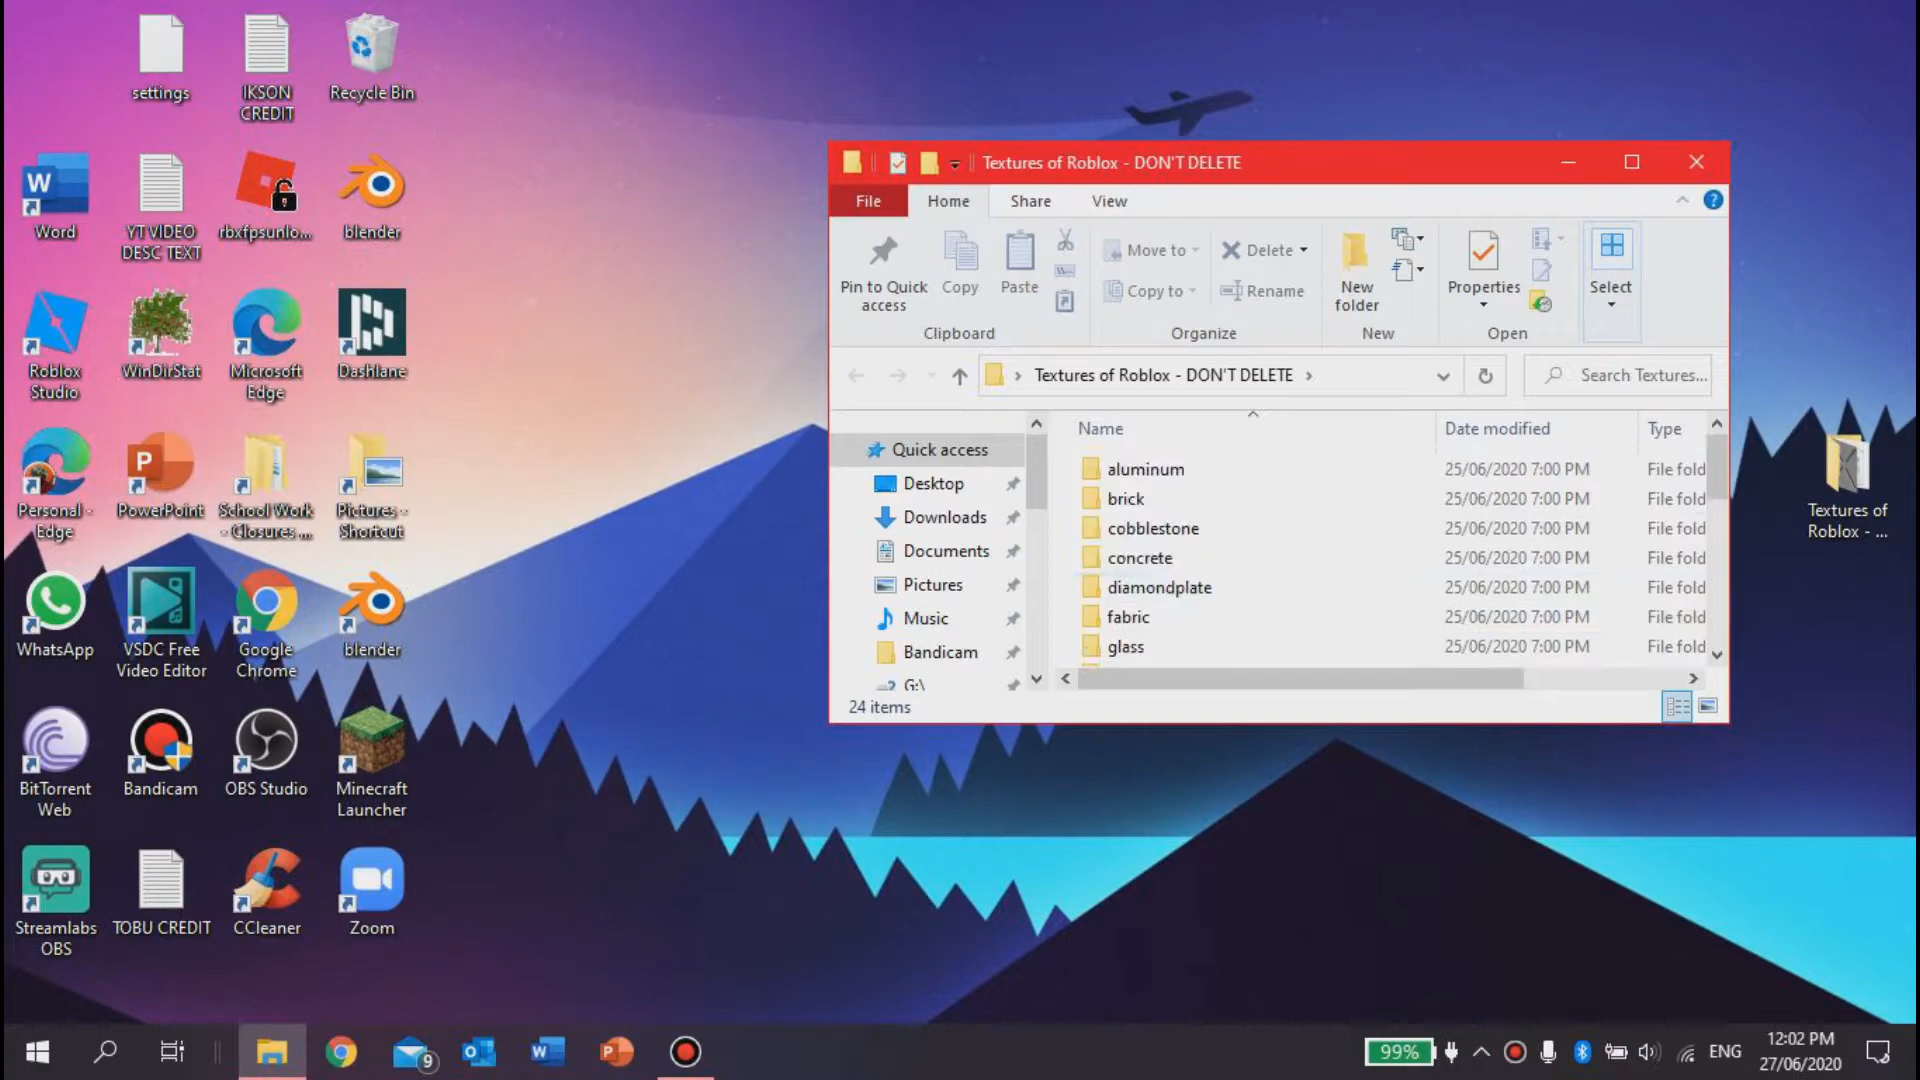 settings
IKSON
CREDIT
Recycle Bin
Word
YT VIDEO
DESC TEXT
rbxfpsunlo...
blender
Roblox
Studio
WinDirStat
Microsoft
Edge
Dashlane
Personal -
Edge
PowerPoint
School Work
- Closures ...
Pictures -
Shortcut
WhatsApp
VSDC Free
Video Editor
Google
Chrome
blender
BitTorrent
Web
Bandicam
OBS Studio
Minecraft
Launcher
Streamlabs
OBS
TOBU CREDIT
CCleaner
Zoom
Textures of Roblox - DON'T DELETE
File
Home
Share
View
Pin to Quick
access
Copy
Paste
Clipboard
Move to
Copy to
Delete
Rename
Organize
New
folder
New
Properties
Open
Select
Textures of Roblox - DON'T DELETE
Search Textures...
Quick access
Desktop
Downloads
Documents
Pictures
Music
Bandicam
G:\
Name Date modified Type
aluminum 25/06/2020 7:00 PM File fold
brick 25/06/2020 7:00 PM File fold
cobblestone 25/06/2020 7:00 PM File fold
concrete 25/06/2020 7:00 PM File fold
diamondplate 25/06/2020 7:00 PM File fold
fabric 25/06/2020 7:00 PM File fold
glass 25/06/2020 7:00 PM File fold
24 items
Textures of
Roblox - ...
9
99%
ENG
12:02 PM
27/06/2020